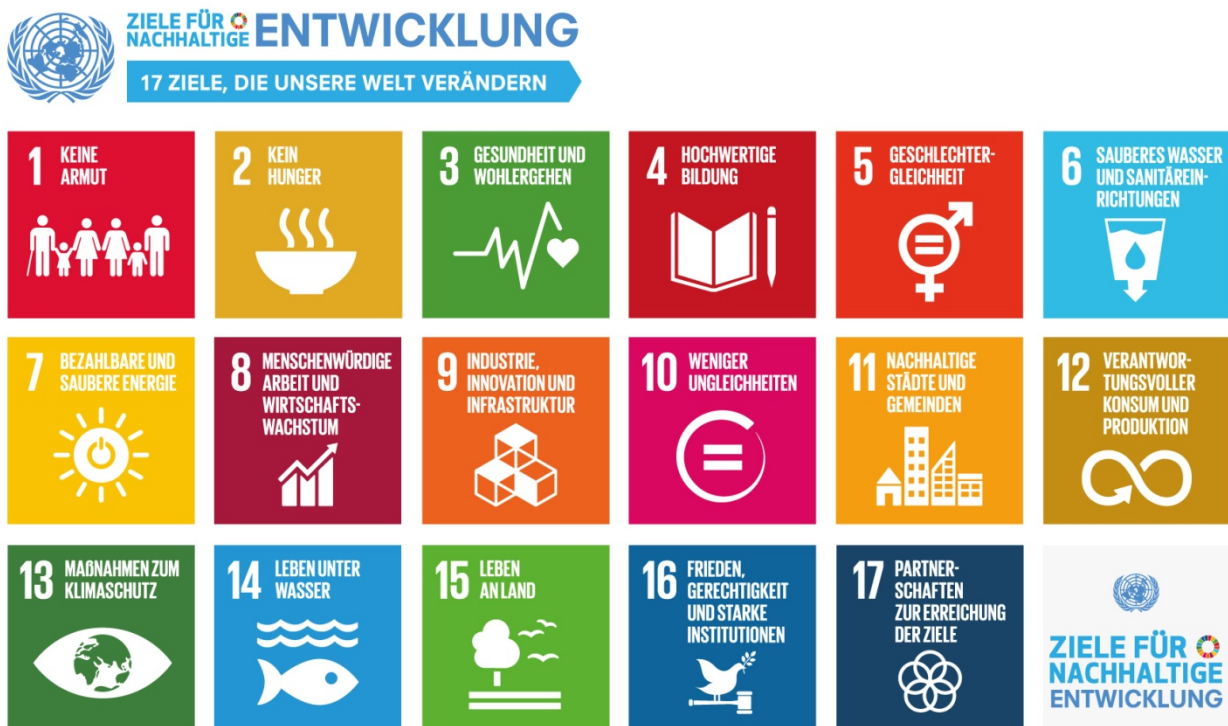 ZIELE FÜR
NACHHALTIGE
ENTWICKLUNG
17 ZIELE, DIE UNSERE WELT VERÄNDERN
1 KEINE
ARMUT
2 KEIN
HUNGER
3 GESUNDHEIT UND
WOHLERGEHEN
4 HOCHWERTIGE
BILDUNG
5 GESCHLECHTER-
GLEICHHEIT
6 SAUBERES WASSER
UND SANITÄREIN-
RICHTUNGEN
7 BEZAHLBARE UND
SAUBERE ENERGIE
8 MENSCHENWÜRDIGE
ARBEIT UND
WIRTSCHAFTS-
WACHSTUM
9 INDUSTRIE,
INNOVATION UND
INFRASTRUKTUR
10 WENIGER
UNGLEICHHEITEN
11 NACHHALTIGE
STÄDTE UND
GEMEINDEN
12 VERANTWOR-
TUNGSVOLLER
KONSUM UND
PRODUKTION
13 MAßNAHMEN ZUM
KLIMASCHUTZ
14 LEBEN UNTER
WASSER
15 LEBEN
AN LAND
16 FRIEDEN,
GERECHTIGKEIT
UND STARKE
INSTITUTIONEN
17 PARTNER-
SCHAFTEN
ZUR ERREICHUNG
DER ZIELE
ZIELE FÜR
NACHHALTIGE
ENTWICKLUNG